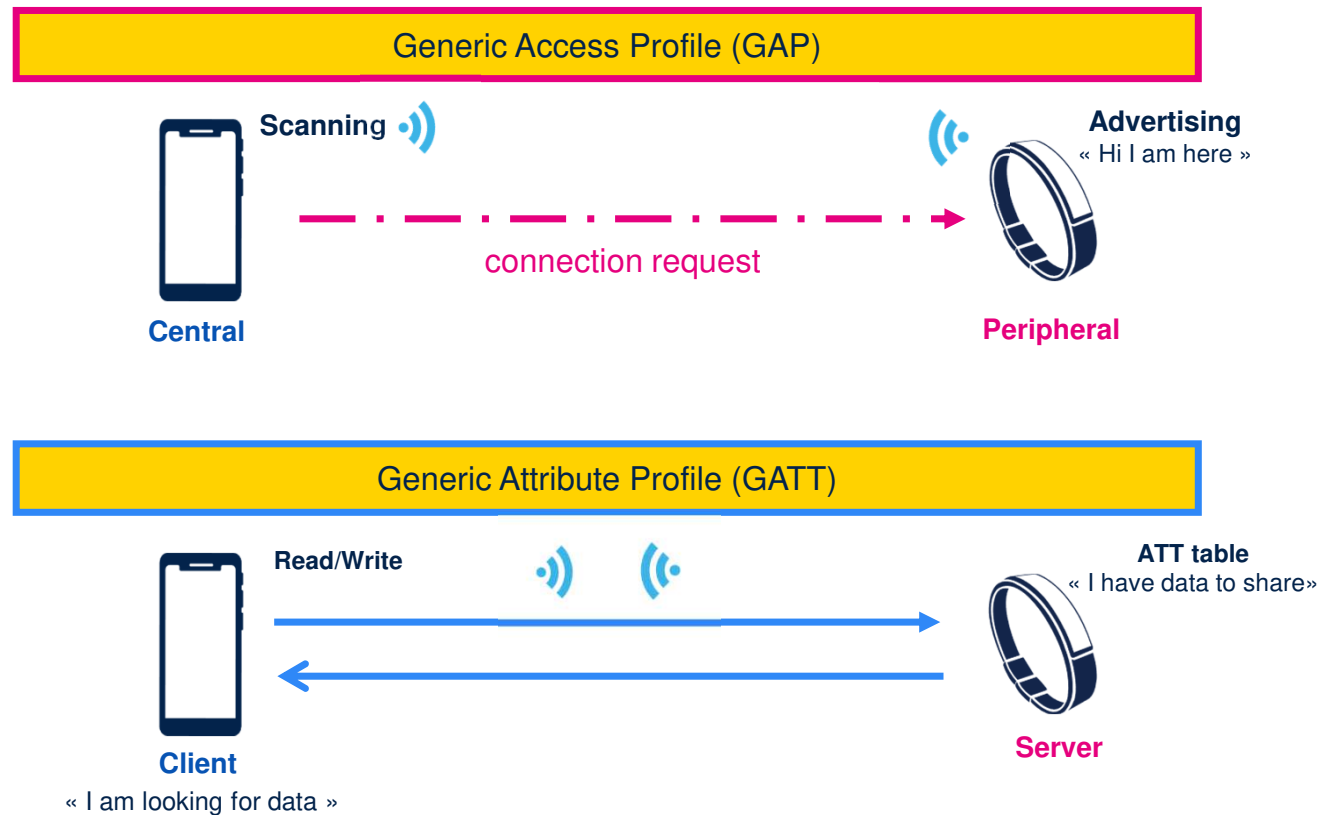 Generic Access Profile (GAP)
Scanning
Advertising
« Hi I am here »
connection request
Central
Peripheral
Generic Attribute Profile (GATT)
Read/Write
ATT table
« I have data to share»
Client
Server
« I am looking for data »